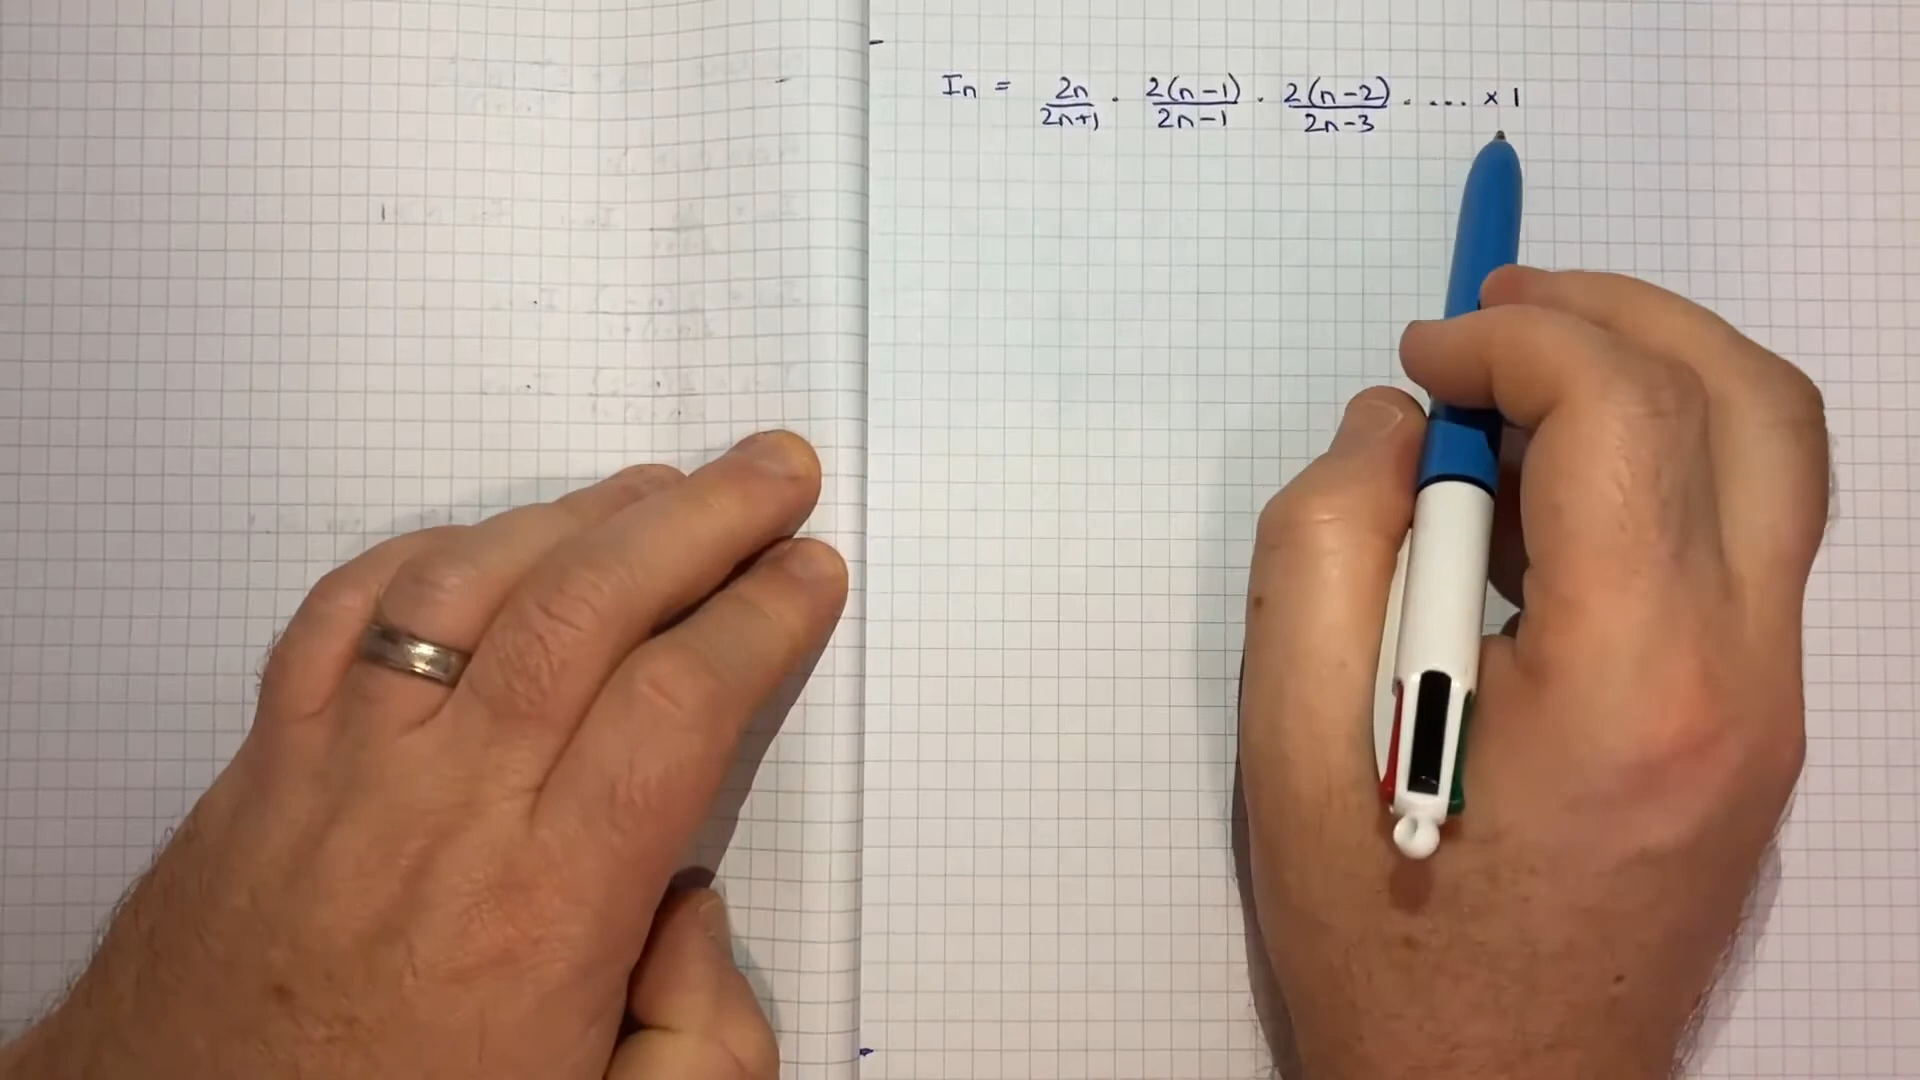 In = 2n/2n+1 · 2(n-1)/2n-1 · 2(n-2)/2n-3 · .... × 1